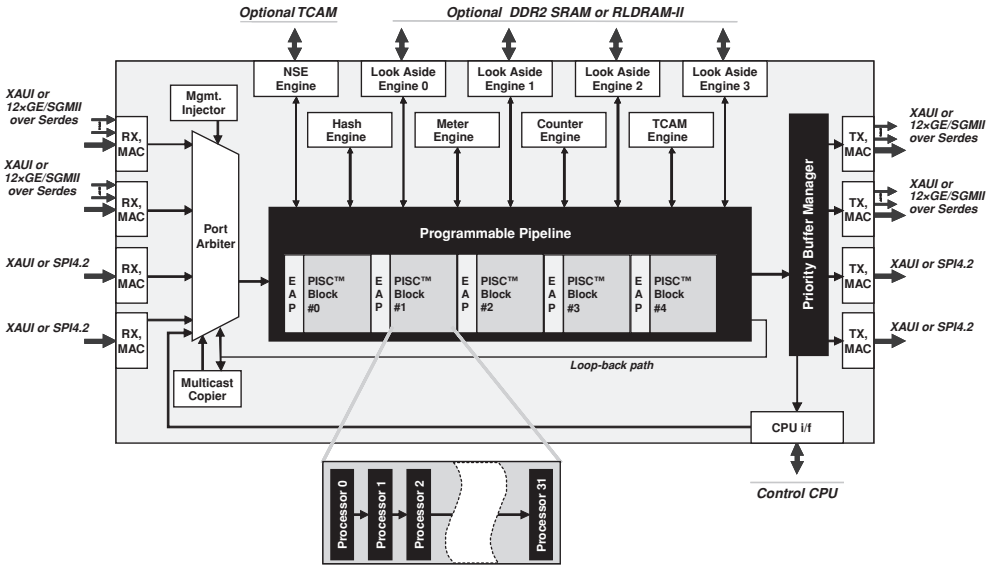 Optional TCAM
Optional DDR2 SRAM or RLDRAM-II
NSE
Engine
Look Aside
Engine 0
Look Aside
Engine 1
Look Aside
Engine 2
Look Aside
Engine 3
XAUI or
12×GE/SGMII
over Serdes
Mgmt.
Injector
Hash
Engine
Meter
Engine
Counter
Engine
TCAM
Engine
RX,
MAC
TX,
MAC
XAUI or
12×GE/SGMII
over Serdes
XAUI or
12×GE/SGMII
over Serdes
RX,
MAC
Port
Arbiter
Programmable Pipeline
Priority Buffer Manager
TX,
MAC
XAUI or
12×GE/SGMII
over Serdes
XAUI or SPI4.2
RX,
MAC
E
A
P
PISC™
Block
#0
E
A
P
PISC™
Block
#1
E
A
P
PISC™
Block
#2
E
A
P
PISC™
Block
#3
E
A
P
PISC™
Block
#4
TX,
MAC
XAUI or SPI4.2
XAUI or SPI4.2
RX,
MAC
TX,
MAC
XAUI or SPI4.2
Loop-back path
Multicast
Copier
CPU i/f
Control CPU
Processor 0
Processor 1
Processor 2
Processor 31